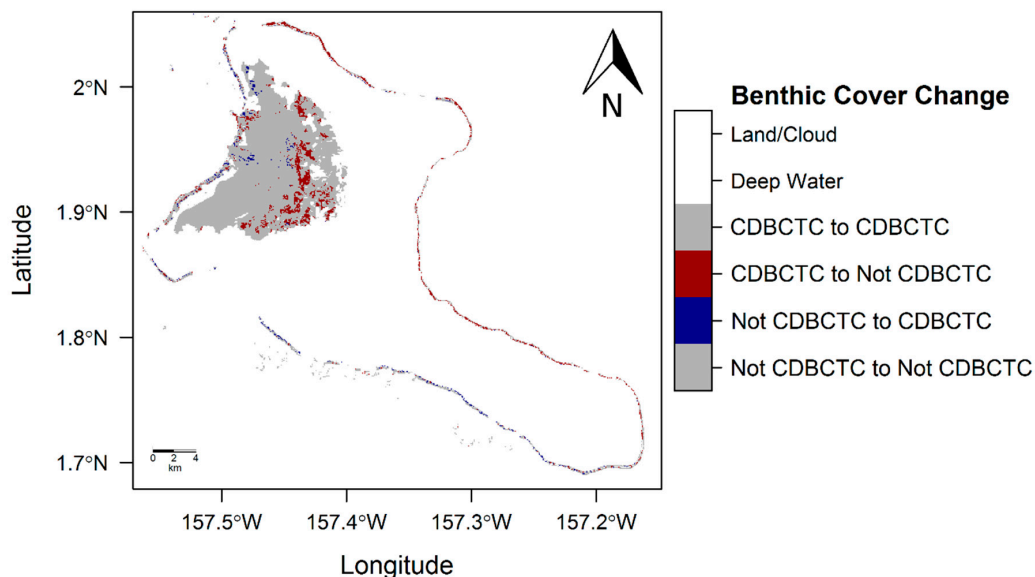 2°N
1.9°N
1.8°N
1.7°N
Latitude
157.5°W
157.4°W
157.3°W
157.2°W
Longitude
N
0 2 4
km
Benthic Cover Change
Land/Cloud
Deep Water
CDBCTC to CDBCTC
CDBCTC to Not CDBCTC
Not CDBCTC to CDBCTC
Not CDBCTC to Not CDBCTC